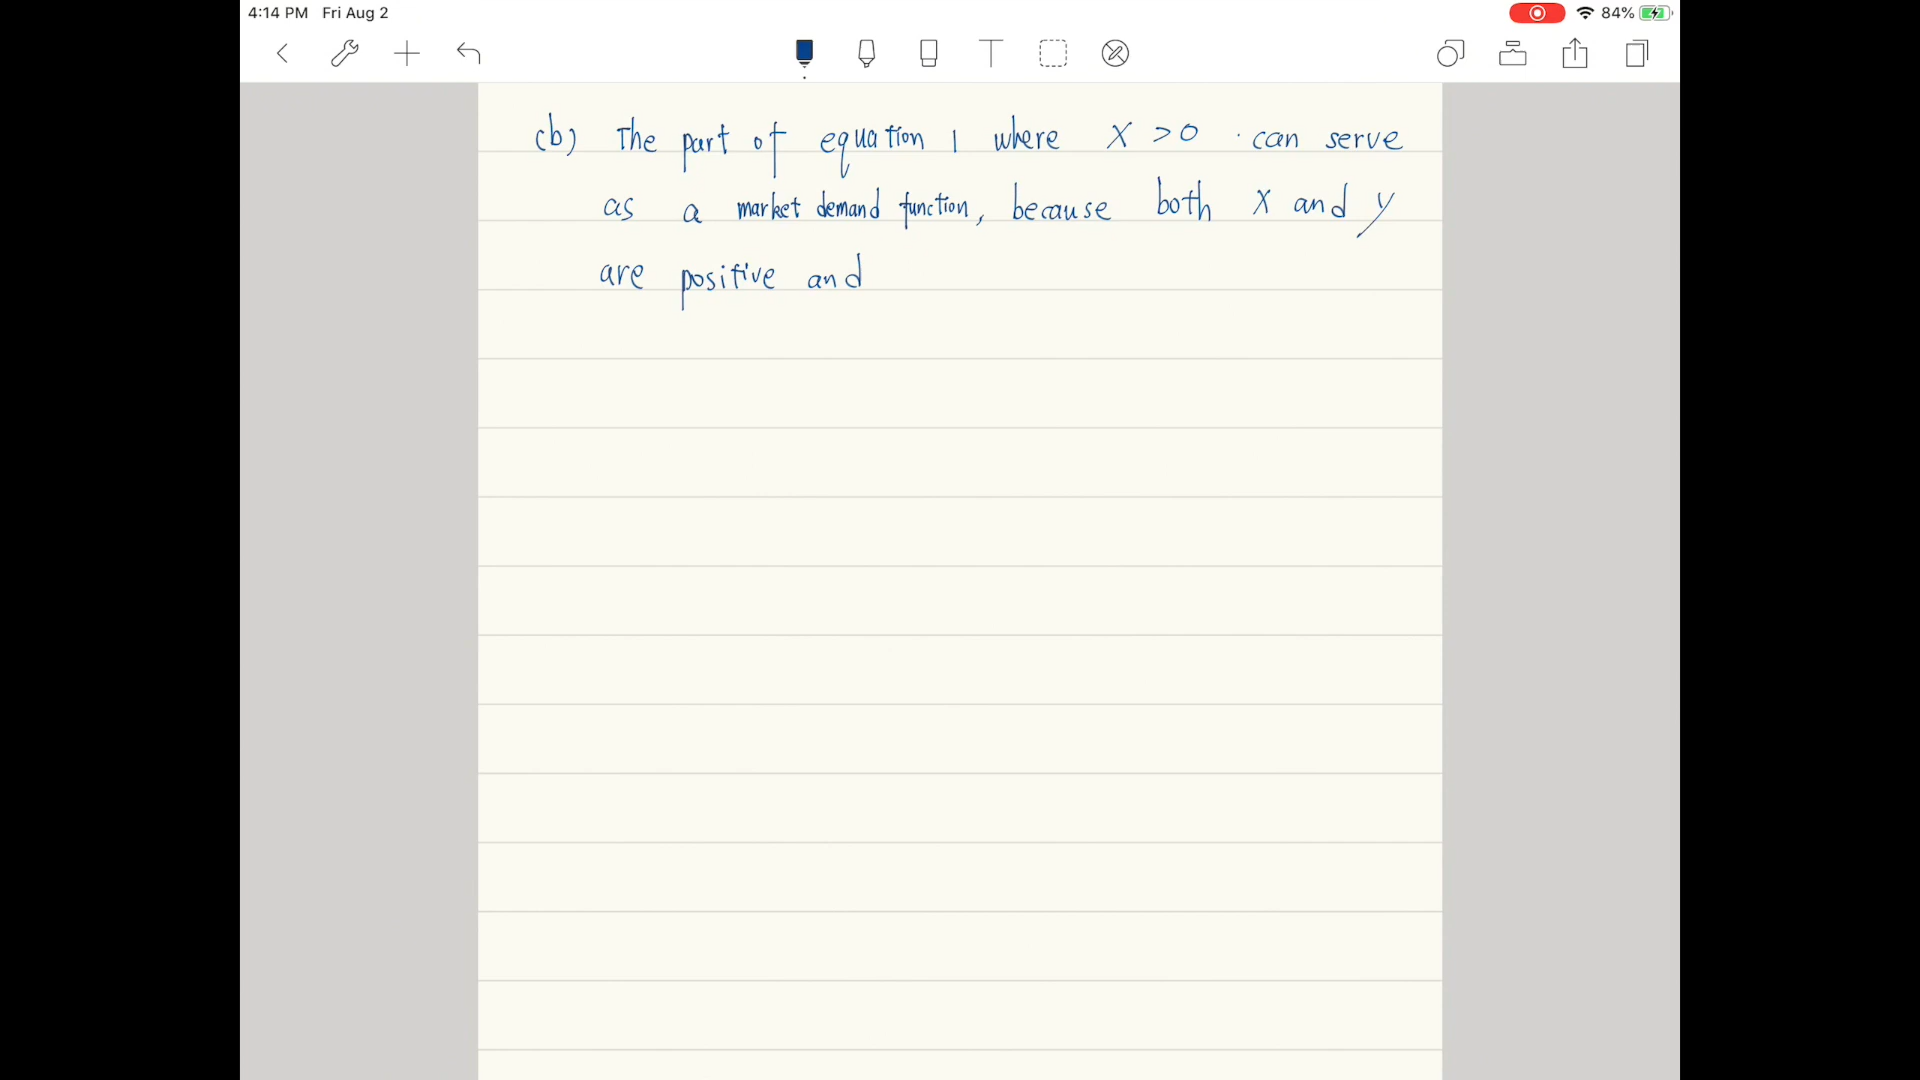 4:14 PM Fri Aug 2
84%
(b) The part of equation 1 where X > 0 can serve
as a market demand function, because both X and y
are positive and